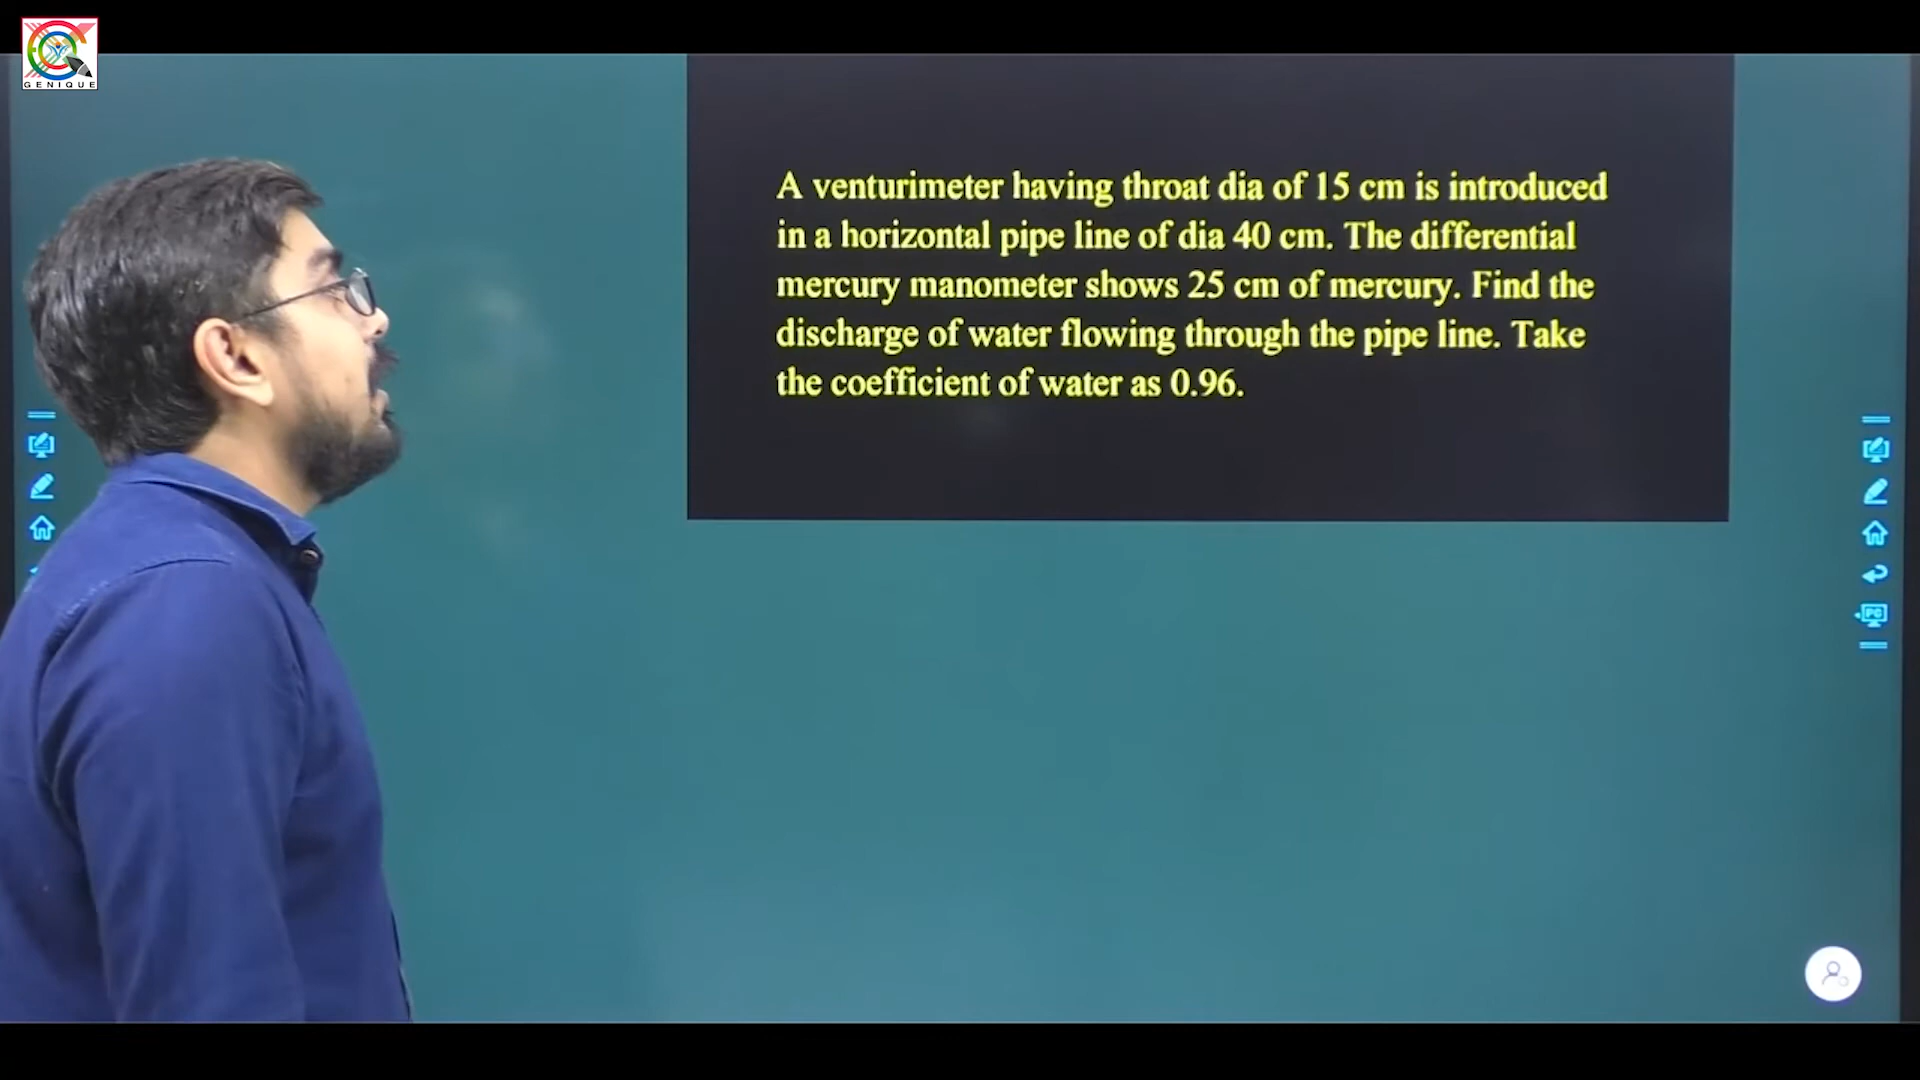 GENIQUE
A venturimeter having throat dia of 15 cm is introduced
in a horizontal pipe line of dia 40 cm. The differential
mercury manometer shows 25 cm of mercury. Find the
discharge of water flowing through the pipe line. Take
the coefficient of water as 0.96.
PC